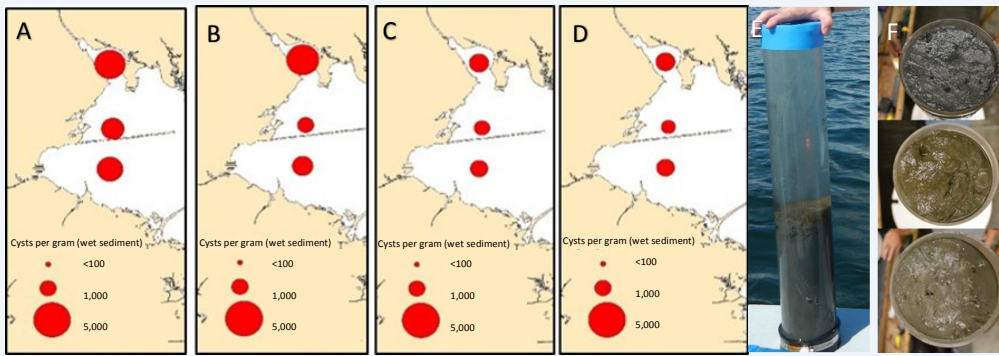 A
Cysts per gram (wet sediment)
<100
1,000
5,000
B
Cysts per gram (wet sediment)
<100
1,000
5,000
C
Cysts per gram (wet sediment)
<100
1,000
5,000
D
Cysts per gram (wet sediment)
<100
1,000
5,000
E
F